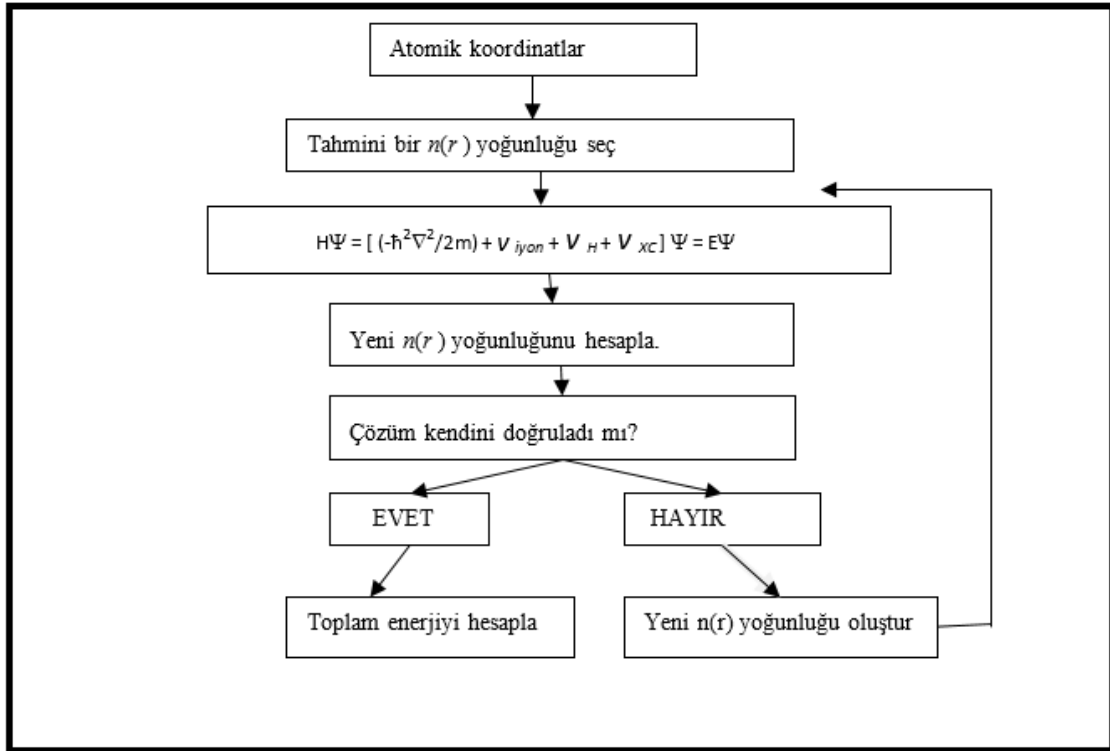 Atomik koordinatlar
Tahmini bir n(r ) yoğunluğu seç
HΨ = [ (-ħ²∇²/2m) + V iyon + V H + V XC ] Ψ = EΨ
Yeni n(r ) yoğunluğunu hesapla.
Çözüm kendini doğruladı mı?
EVET
HAYIR
Toplam enerjiyi hesapla
Yeni n(r) yoğunluğu oluştur